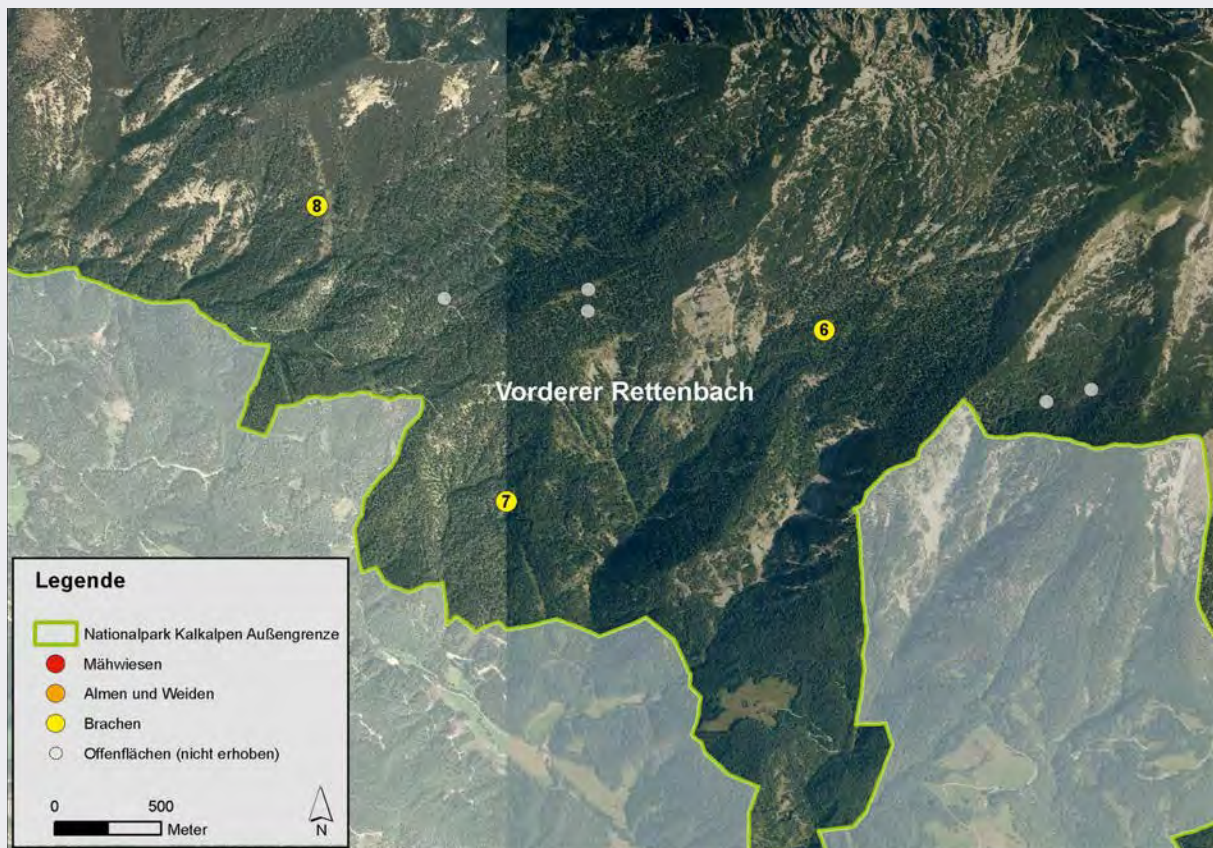 8
6
Vorderer Rettenbach
7
Legende
Nationalpark Kalkalpen Außengrenze
Mähwiesen
Almen und Weiden
Brachen
Offenflächen (nicht erhoben)
0 500
Meter
N